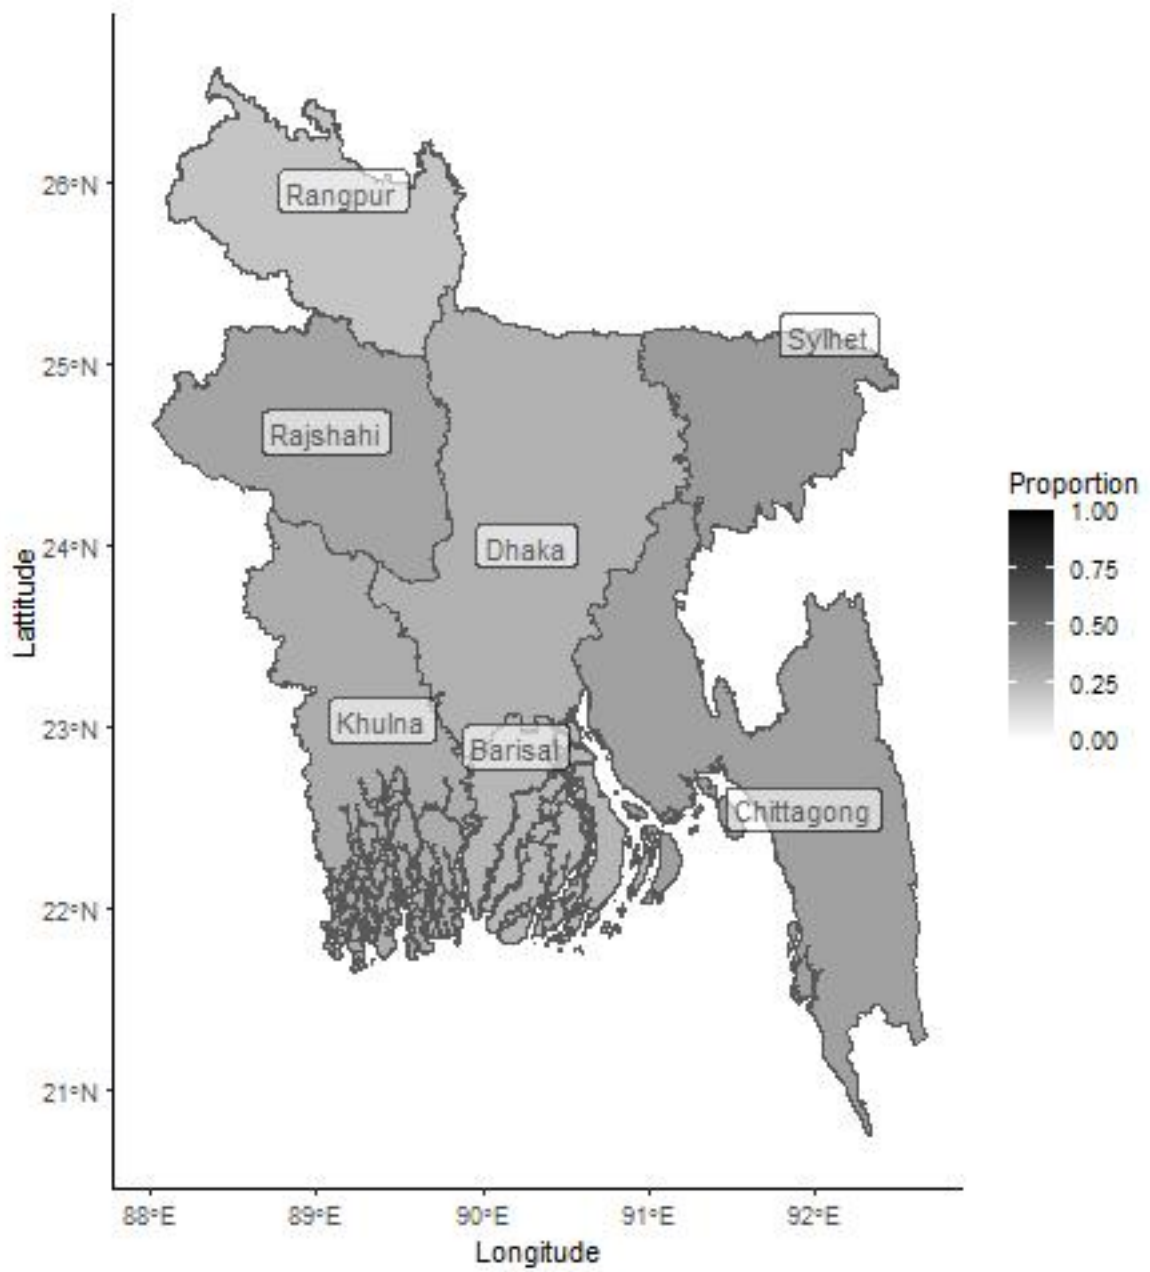 26°N
25°N
24°N
23°N
22°N
21°N
Lattitude
Rangpur
Sylhet
Rajshahi
Dhaka
Khulna
Barisal
Chittagong
88°E
89°E
90°E
91°E
92°E
Longitude
Proportion
1.00
0.75
0.50
0.25
0.00